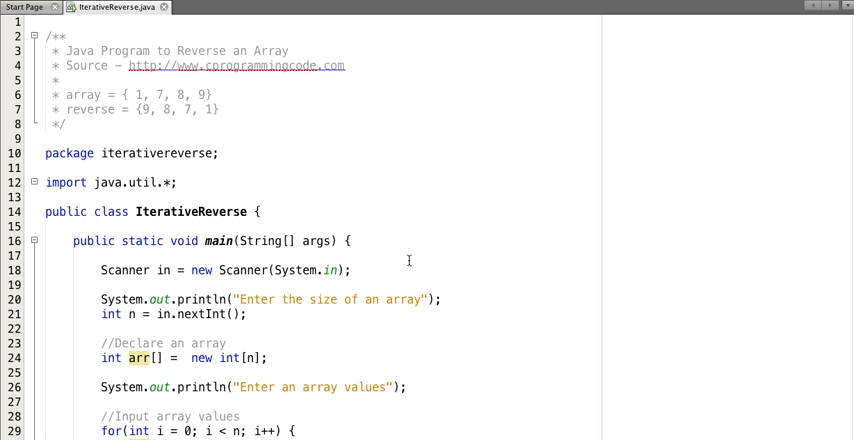 Start Page IterativeReverse.java
1
2 /**
3 * Java Program to Reverse an Array
4 * Source - http://www.cprogrammingcode.com
5 *
6 * array = { 1, 7, 8, 9}
7 * reverse = {9, 8, 7, 1}
8 */
9
10 package iterativereverse;
11
12 import java.util.*;
13
14 public class IterativeReverse {
15
16 public static void main(String[] args) {
17
18 Scanner in = new Scanner(System.in);
19
20 System.out.println("Enter the size of an array");
21 int n = in.nextInt();
22
23 //Declare an array
24 int arr[] =  new int[n];
25
26 System.out.println("Enter an array values");
27
28 //Input array values
29 for(int i = 0; i < n; i++) {